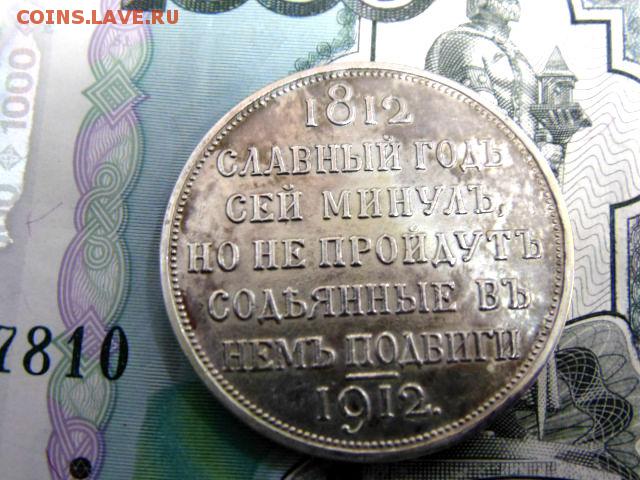 COINS.LAVE.RU
1000
7810
1812
СЛАВНЫЙ ГОДЪ
СЕЙ МИНУЛЪ,
НО НЕ ПРОЙДУТЪ
СОДѢЯННЫЕ ВЪ
НЕМЪ ПОДВИГИ
1912.